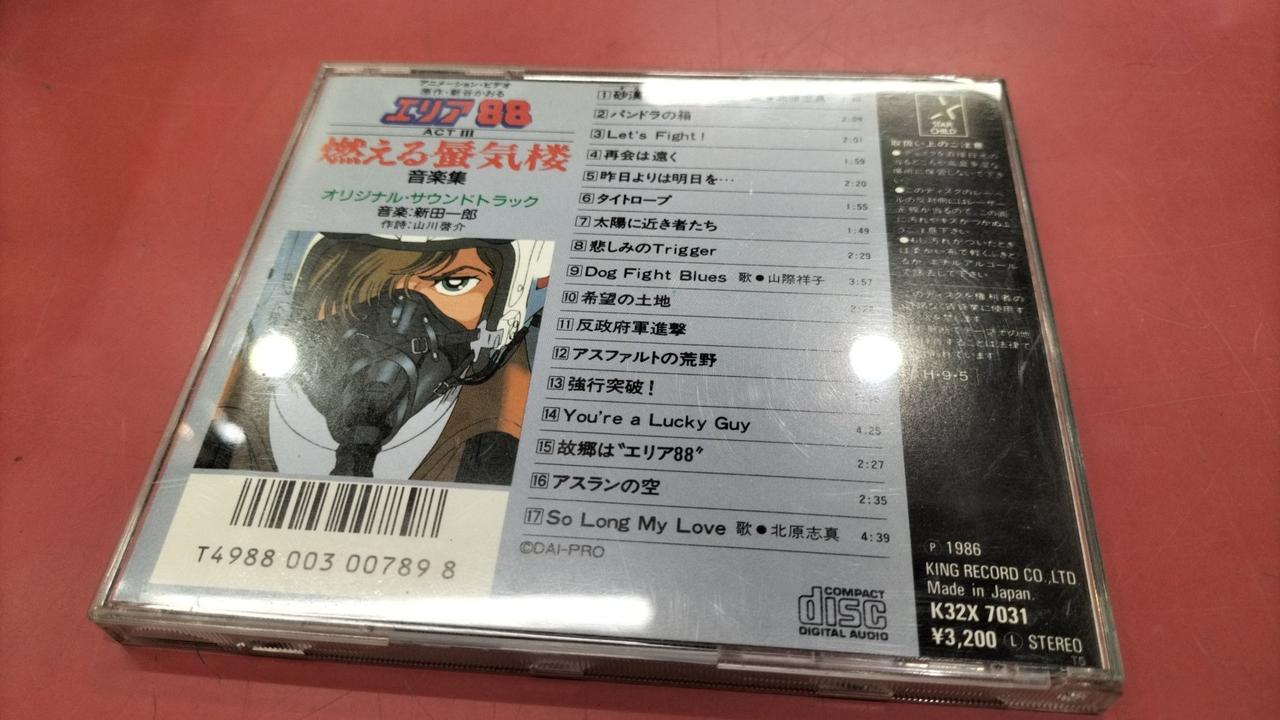 アニメーション・ビデオ
原作・新谷かおる
エリア88
ACT III
燃える蜃気楼
音楽集
オリジナル・サウンドトラック
音楽:新田一郎
作詩:山川啓介
T4988 003 00789 8
1 砂漠
2 パンドラの箱 2:09
3 Let's Fight! 2:01
4 再会は遠く 1:59
5 昨日よりは明日を… 2:20
6 タイトロープ 1:55
7 太陽に近き者たち 1:49
8 悲しみのTrigger 2:29
9 Dog Fight Blues 歌●山際祥子 3:57
10 希望の土地
11 反政府軍進撃
12 アスファルトの荒野
13 強行突破!
14 You're a Lucky Guy 4:25
15 故郷は〝エリア88〟 2:27
16 アスランの空 2:35
17 So Long My Love 歌●北原志真 4:39
©DAI-PRO
COMPACT
disc
DIGITAL AUDIO
STAR
CHILD
取扱い上のご注意
H・9・5
Ⓟ 1986
KING RECORD CO.,LTD.
Made in Japan.
K32X 7031
¥3,200 Ⓛ STEREO